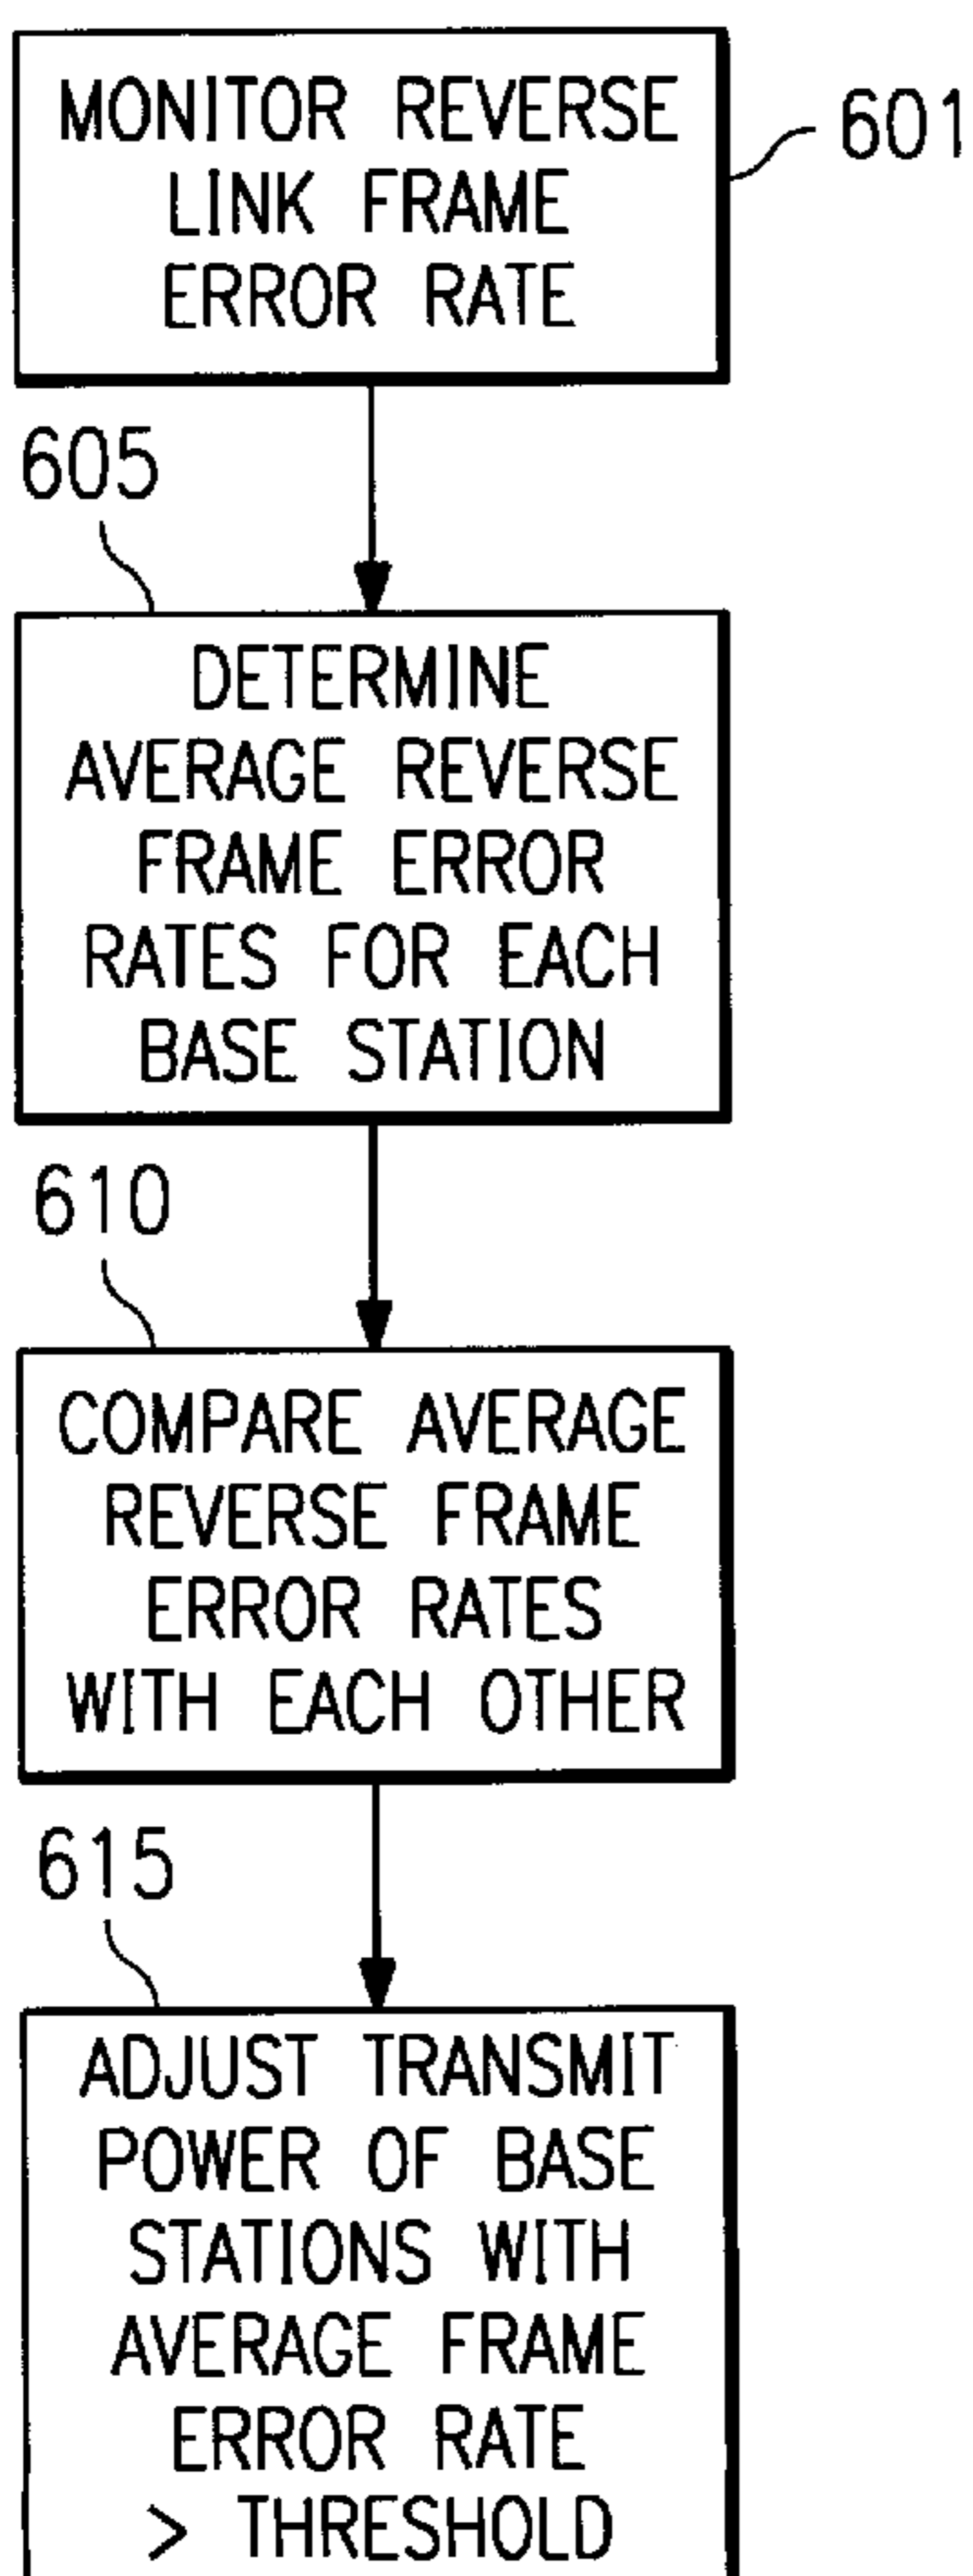 MONITOR REVERSE
LINK FRAME
ERROR RATE
601
605
DETERMINE
AVERAGE REVERSE
FRAME ERROR
RATES FOR EACH
BASE STATION
610
COMPARE AVERAGE
REVERSE FRAME
ERROR RATES
WITH EACH OTHER
615
ADJUST TRANSMIT
POWER OF BASE
STATIONS WITH
AVERAGE FRAME
ERROR RATE
> THRESHOLD